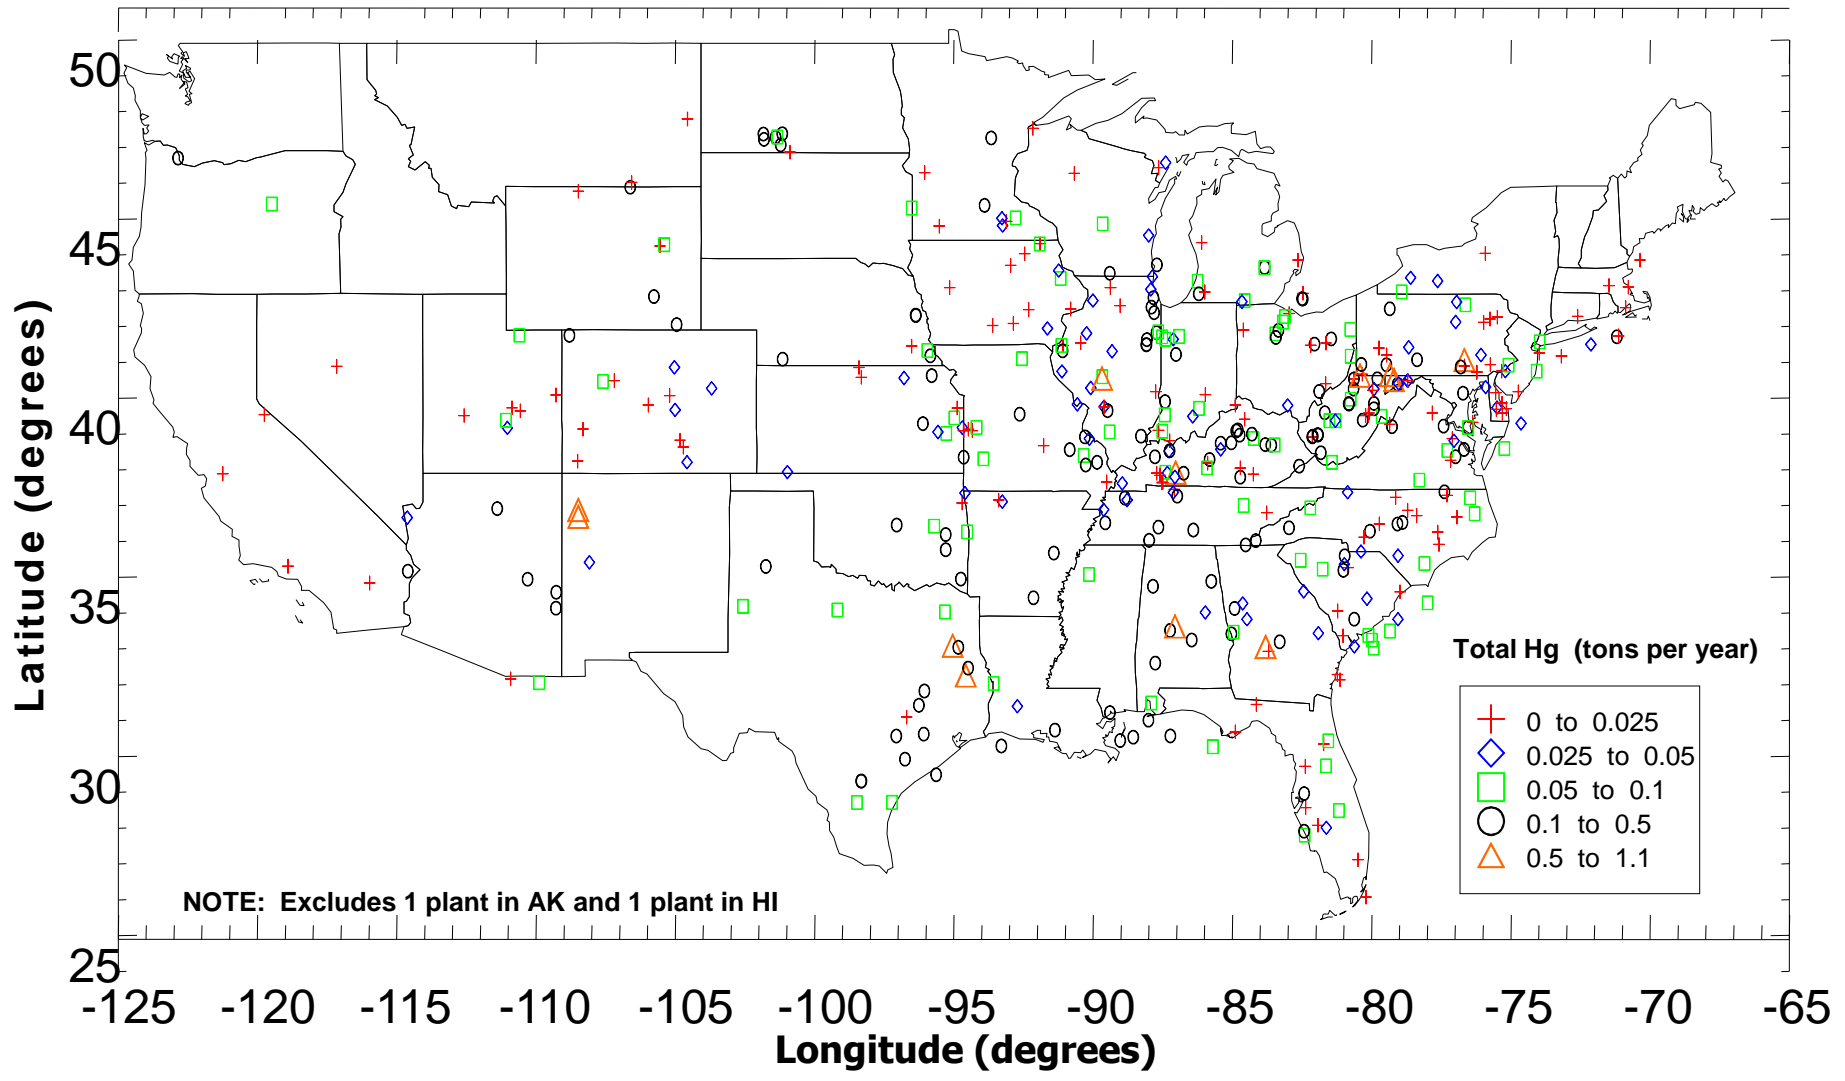 50
45
40
35
30
25
Latitude (degrees)
-125 -120 -115 -110 -105 -100 -95 -90 -85 -80 -75 -70 -65
Longitude (degrees)
NOTE: Excludes 1 plant in AK and 1 plant in HI
Total Hg (tons per year)
0 to 0.025
0.025 to 0.05
0.05 to 0.1
0.1 to 0.5
0.5 to 1.1